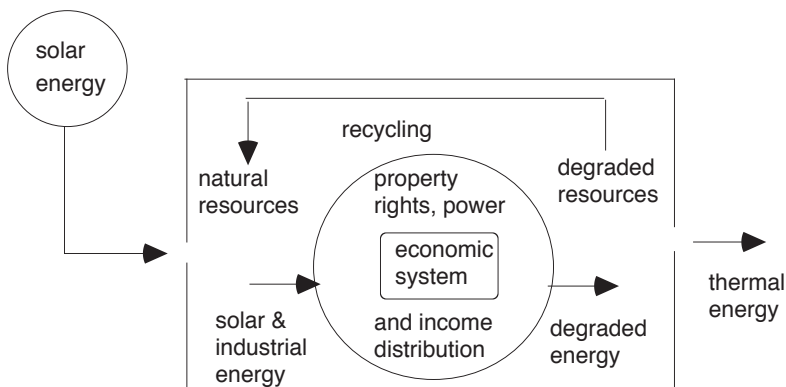 solar
energy
recycling
natural
resources
property
rights, power
degraded
resources
economic
system
solar &
industrial
energy
and income
distribution
degraded
energy
thermal
energy